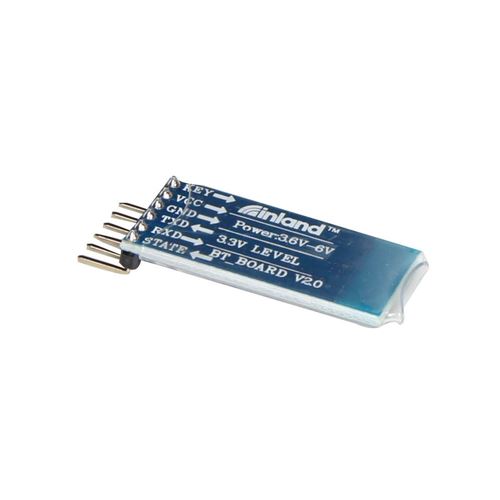 KEY
VCC
GND
TXD
RXD
STATE
inland™
Power:3.6V-6V
3.3V LEVEL
BT_BOARD V2.0